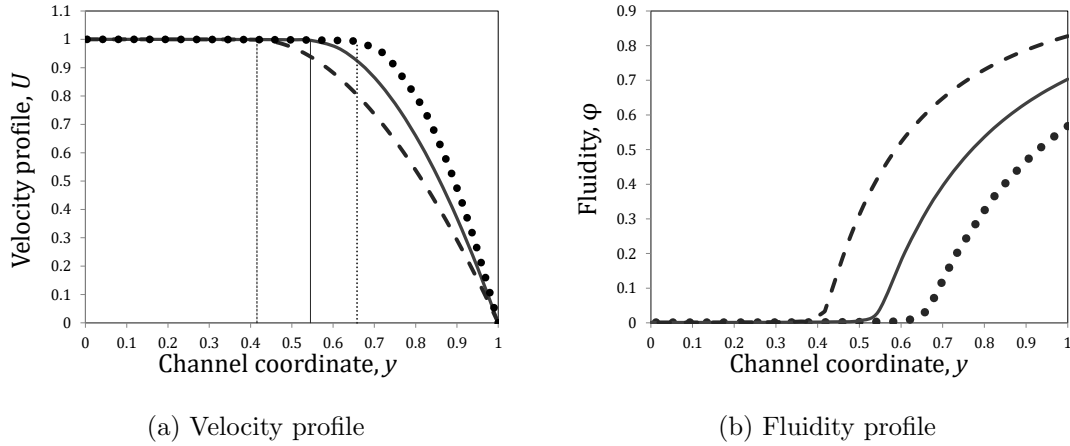 1.1
1
0.9
0.8
0.7
0.6
0.5
0.4
0.3
0.2
0.1
0
Velocity profile, U
0 0.1 0.2 0.3 0.4 0.5 0.6 0.7 0.8 0.9 1
Channel coordinate, y
(a) Velocity profile
0.9
0.8
0.7
0.6
0.5
0.4
0.3
0.2
0.1
0
Fluidity, φ
0 0.1 0.2 0.3 0.4 0.5 0.6 0.7 0.8 0.9 1
Channel coordinate, y
(b) Fluidity profile